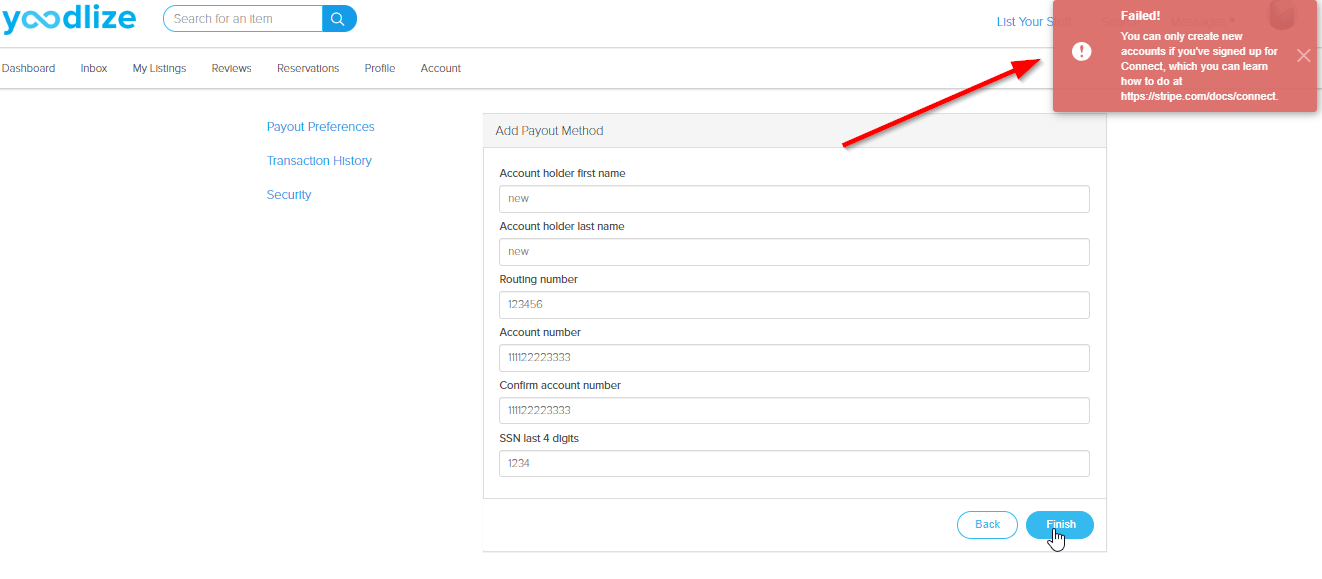 yoodlize
Search for an item
List Your Stuff
Failed!
You can only create new
accounts if you've signed up for
Connect, which you can learn
how to do at
https://stripe.com/docs/connect.
Dashboard Inbox My Listings Reviews Reservations Profile Account
Payout Preferences
Transaction History
Security
Add Payout Method
Account holder first name
new
Account holder last name
new
Routing number
123456
Account number
111122223333
Confirm account number
111122223333
SSN last 4 digits
1234
Back Finish